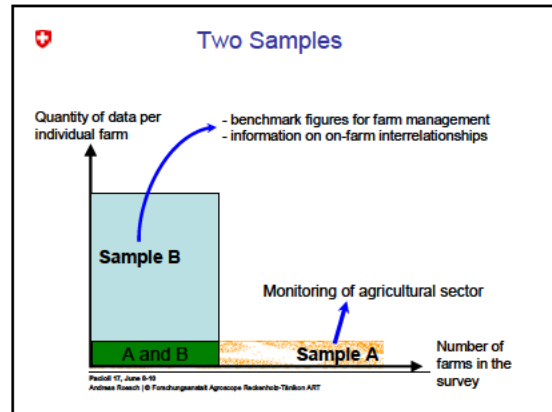 Two Samples
Quantity of data per
individual farm
- benchmark figures for farm management
- information on on-farm interrelationships
Sample B
Monitoring of agricultural sector
A and B
Sample A
Number of
farms in the
survey
Pacioli 17, June 8-10
Andreas Roesch | © Forschungsanstalt Agroscope Reckenholz-Tänikon ART